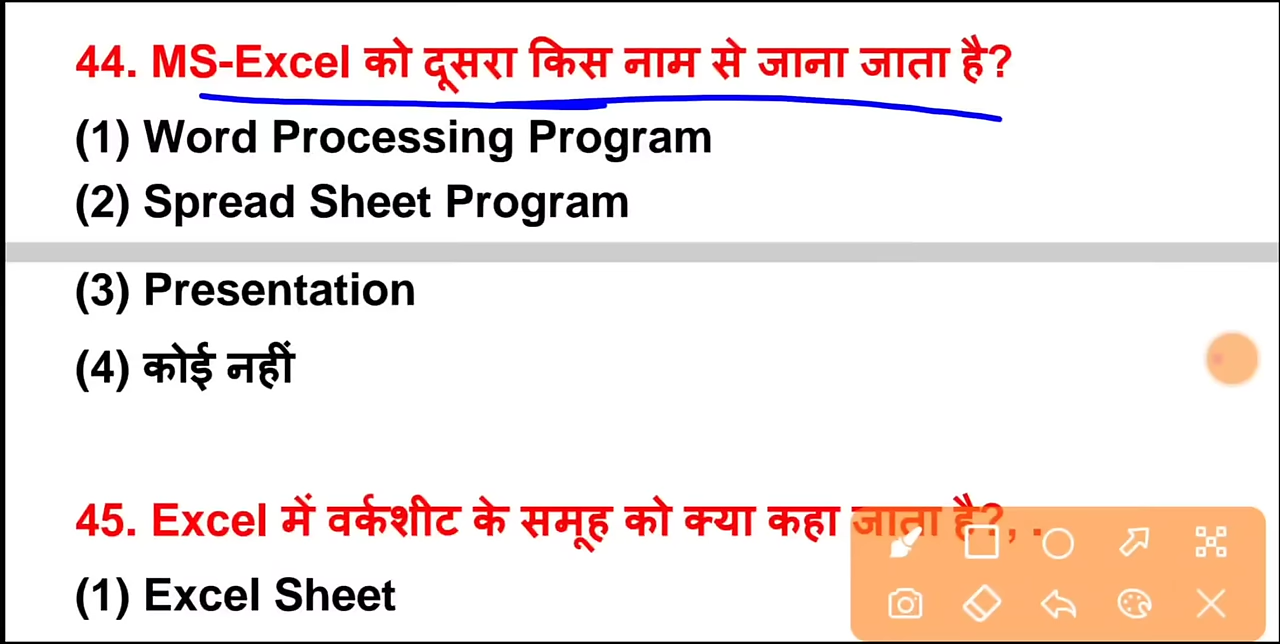 44. MS-Excel को दूसरा किस नाम से जाना जाता है?
(1) Word Processing Program
(2) Spread Sheet Program
(3) Presentation
(4) कोई नहीं
45. Excel में वर्कशीट के समूह को क्या कहा जाता है?, .
(1) Excel Sheet